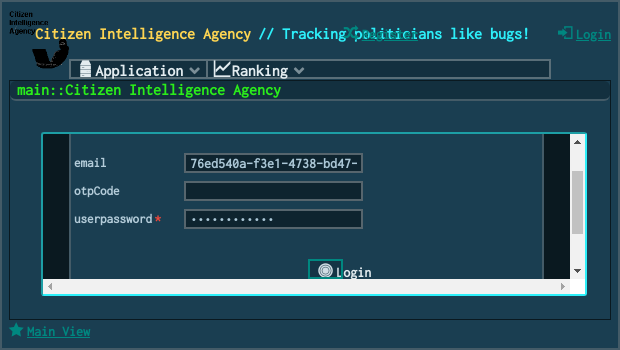 Citizen
Intelligence
Agency
Citizen Intelligence Agency // Tracking politicians like bugs!
Register
Login
Application
Ranking
main::Citizen Intelligence Agency
email
76ed540a-f3e1-4738-bd47-
otpCode
userpassword*
••••••••••••
Login
Main View